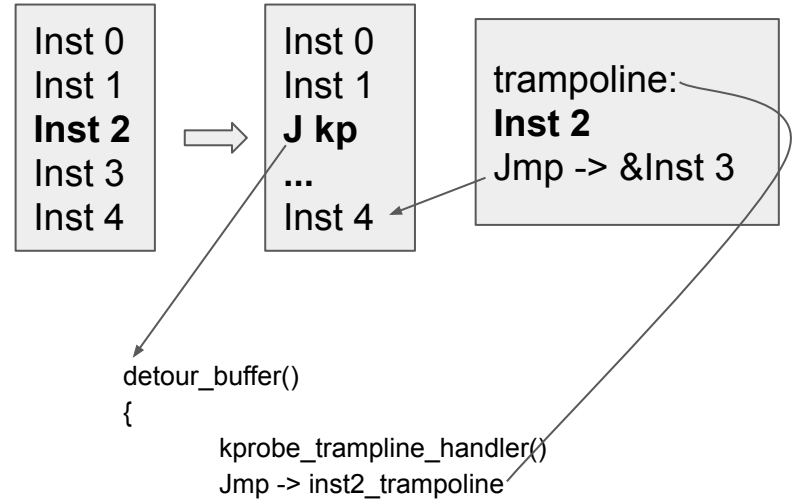 Inst 0
Inst 1
Inst 2
Inst 3
Inst 4
Inst 0
Inst 1
J kp
...
Inst 4
trampoline:
Inst 2
Jmp -> &Inst 3
detour_buffer()
{
kprobe_trampline_handler()
Jmp -> inst2_trampoline